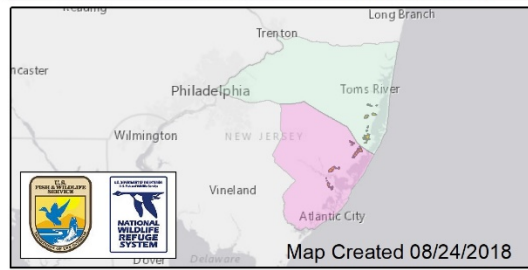 Reading
Long Branch
Trenton
ncaster
Philadelphia
Toms River
Wilmington
NEW JERSEY
Vineland
Atlantic City
Dover
Delaware
U.S.
FISH & WILDLIFE
SERVICE
NATIONAL
WILDLIFE
REFUGE
SYSTEM
Map Created 08/24/2018